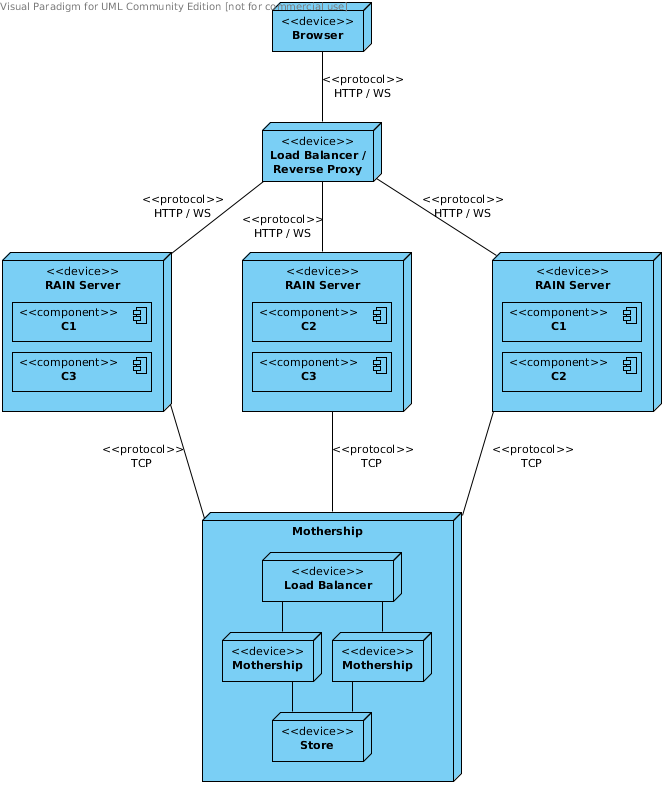 Visual Paradigm for UML Community Edition [not for commercial use]
<<device>>
Browser
<<protocol>>
HTTP / WS
<<device>>
Load Balancer /
Reverse Proxy
<<protocol>>
HTTP / WS
<<protocol>>
HTTP / WS
<<protocol>>
HTTP / WS
<<device>>
RAIN Server
<<component>>
C1
<<component>>
C3
<<device>>
RAIN Server
<<component>>
C2
<<component>>
C3
<<device>>
RAIN Server
<<component>>
C1
<<component>>
C2
<<protocol>>
TCP
<<protocol>>
TCP
<<protocol>>
TCP
Mothership
<<device>>
Load Balancer
<<device>>
Mothership
<<device>>
Mothership
<<device>>
Store